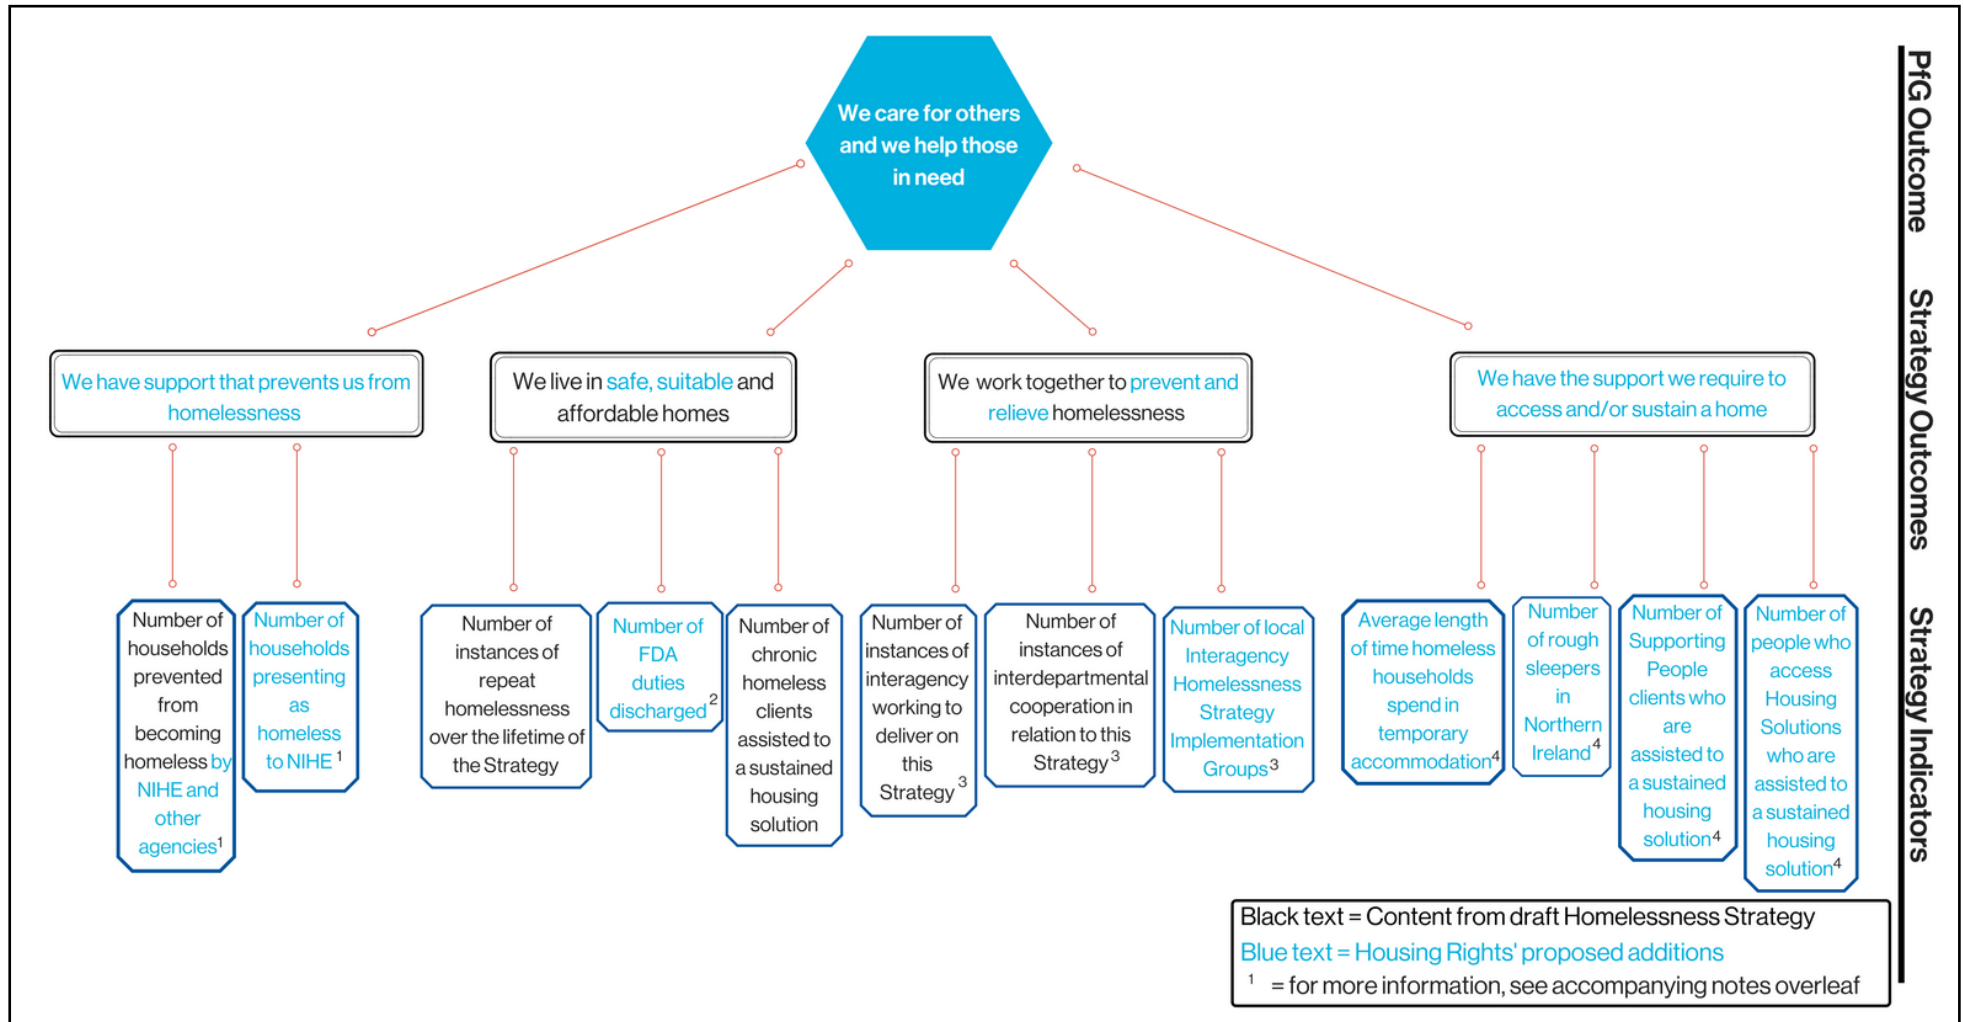 We care for others
and we help those
in need
PfG Outcome
We have support that prevents us from
homelessness
We live in safe, suitable and
affordable homes
We work together to prevent and
relieve homelessness
We have the support we require to
access and/or sustain a home
Strategy Outcomes
Number of
households
prevented
from
becoming
homeless by
NIHE and
other
agencies¹
Number of
households
presenting
as
homeless
to NIHE ¹
Number of
instances of
repeat
homelessness
over the lifetime of
the Strategy
Number of
FDA
duties
discharged²
Number of
chronic
homeless
clients
assisted to
a sustained
housing
solution
Number of
instances of
interagency
working to
deliver on
this
Strategy ³
Number of
instances of
interdepartmental
cooperation in
relation to this
Strategy ³
Number of local
Interagency
Homelessness
Strategy
Implementation
Groups³
Average length
of time homeless
households
spend in
temporary
accommodation⁴
Number
of rough
sleepers
in
Northern
Ireland⁴
Number of
Supporting
People
clients who
are
assisted to
a sustained
housing
solution⁴
Number of
people who
access
Housing
Solutions
who are
assisted to
a sustained
housing
solution⁴
Strategy Indicators
Black text = Content from draft Homelessness Strategy
Blue text = Housing Rights' proposed additions
¹ = for more information, see accompanying notes overleaf